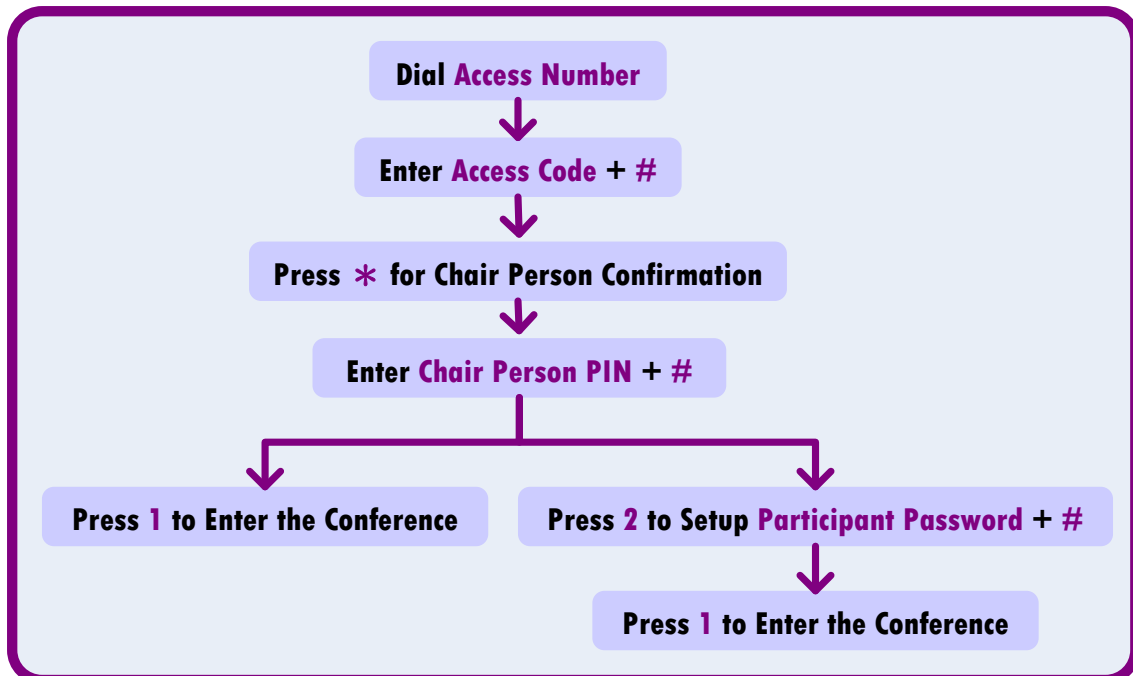 Dial Access Number
Enter Access Code + #
Press * for Chair Person Confirmation
Enter Chair Person PIN + #
Press 1 to Enter the Conference
Press 2 to Setup Participant Password + #
Press 1 to Enter the Conference